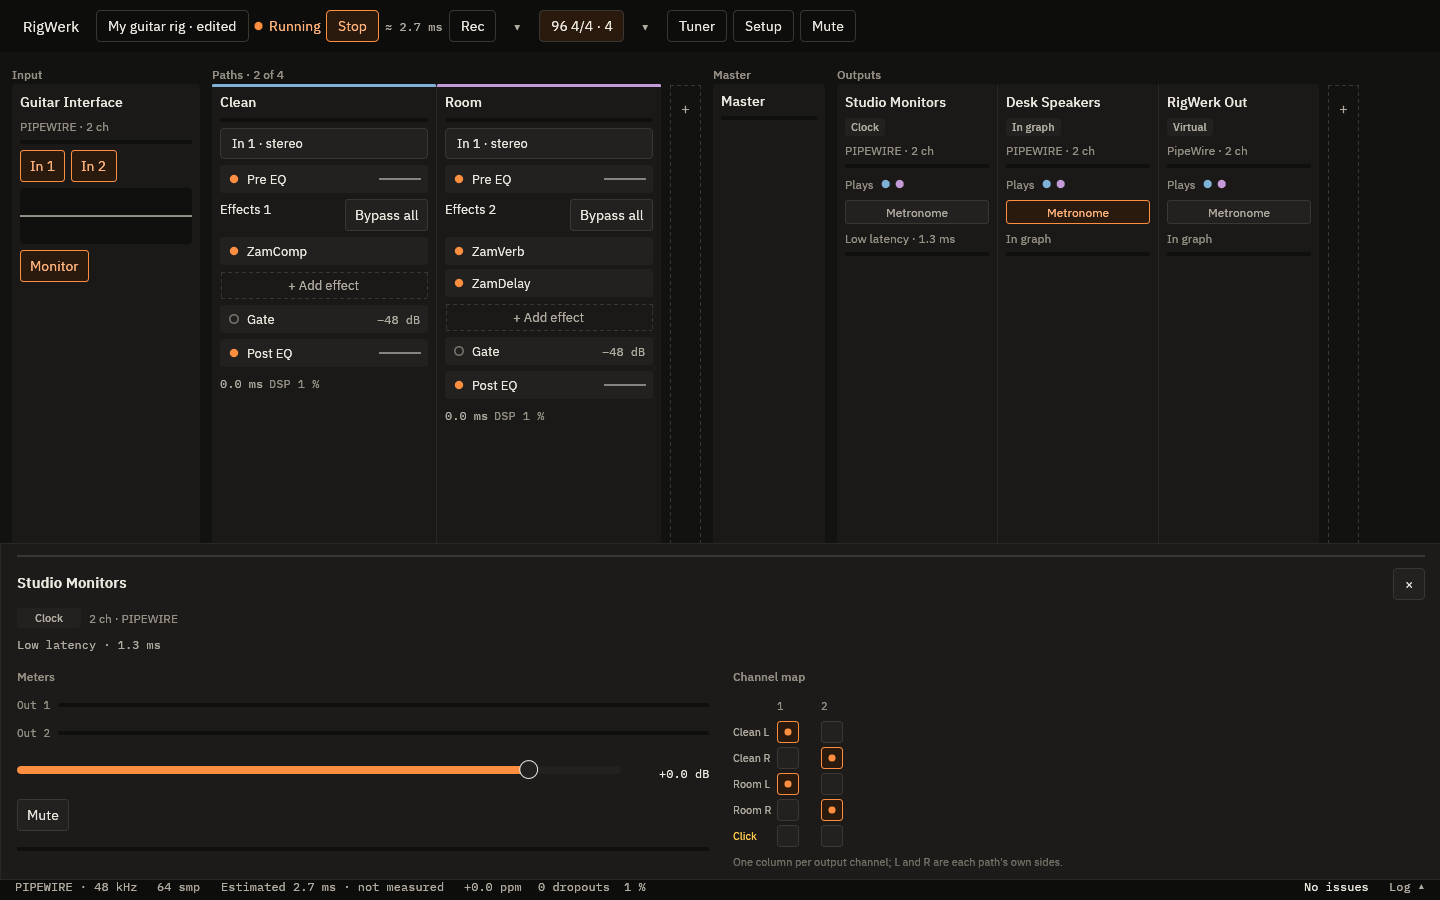 RigWerk My guitar rig · edited Running Stop ≈ 2.7 ms Rec ▾ 96 4/4 · 4 ▾ Tuner Setup Mute
Input
Guitar Interface
PIPEWIRE · 2 ch
In 1 In 2
Monitor
Paths · 2 of 4
Clean
In 1 · stereo
Pre EQ
Effects 1 Bypass all
ZamComp
+ Add effect
Gate −48 dB
Post EQ
0.0 ms DSP 1 %
Room
In 1 · stereo
Pre EQ
Effects 2 Bypass all
ZamVerb
ZamDelay
+ Add effect
Gate −48 dB
Post EQ
0.0 ms DSP 1 %
+
Master
Master
Outputs
Studio Monitors
Clock
PIPEWIRE · 2 ch
Plays
Metronome
Low latency · 1.3 ms
Desk Speakers
In graph
PIPEWIRE · 2 ch
Plays
Metronome
In graph
RigWerk Out
Virtual
PipeWire · 2 ch
Plays
Metronome
In graph
+
Studio Monitors ×
Clock 2 ch · PIPEWIRE
Low latency · 1.3 ms
Meters
Out 1
Out 2
+0.0 dB
Mute
Channel map
1 2
Clean L
Clean R
Room L
Room R
Click
One column per output channel; L and R are each path's own sides.
PIPEWIRE · 48 kHz 64 smp Estimated 2.7 ms · not measured +0.0 ppm 0 dropouts 1 % No issues Log ▴